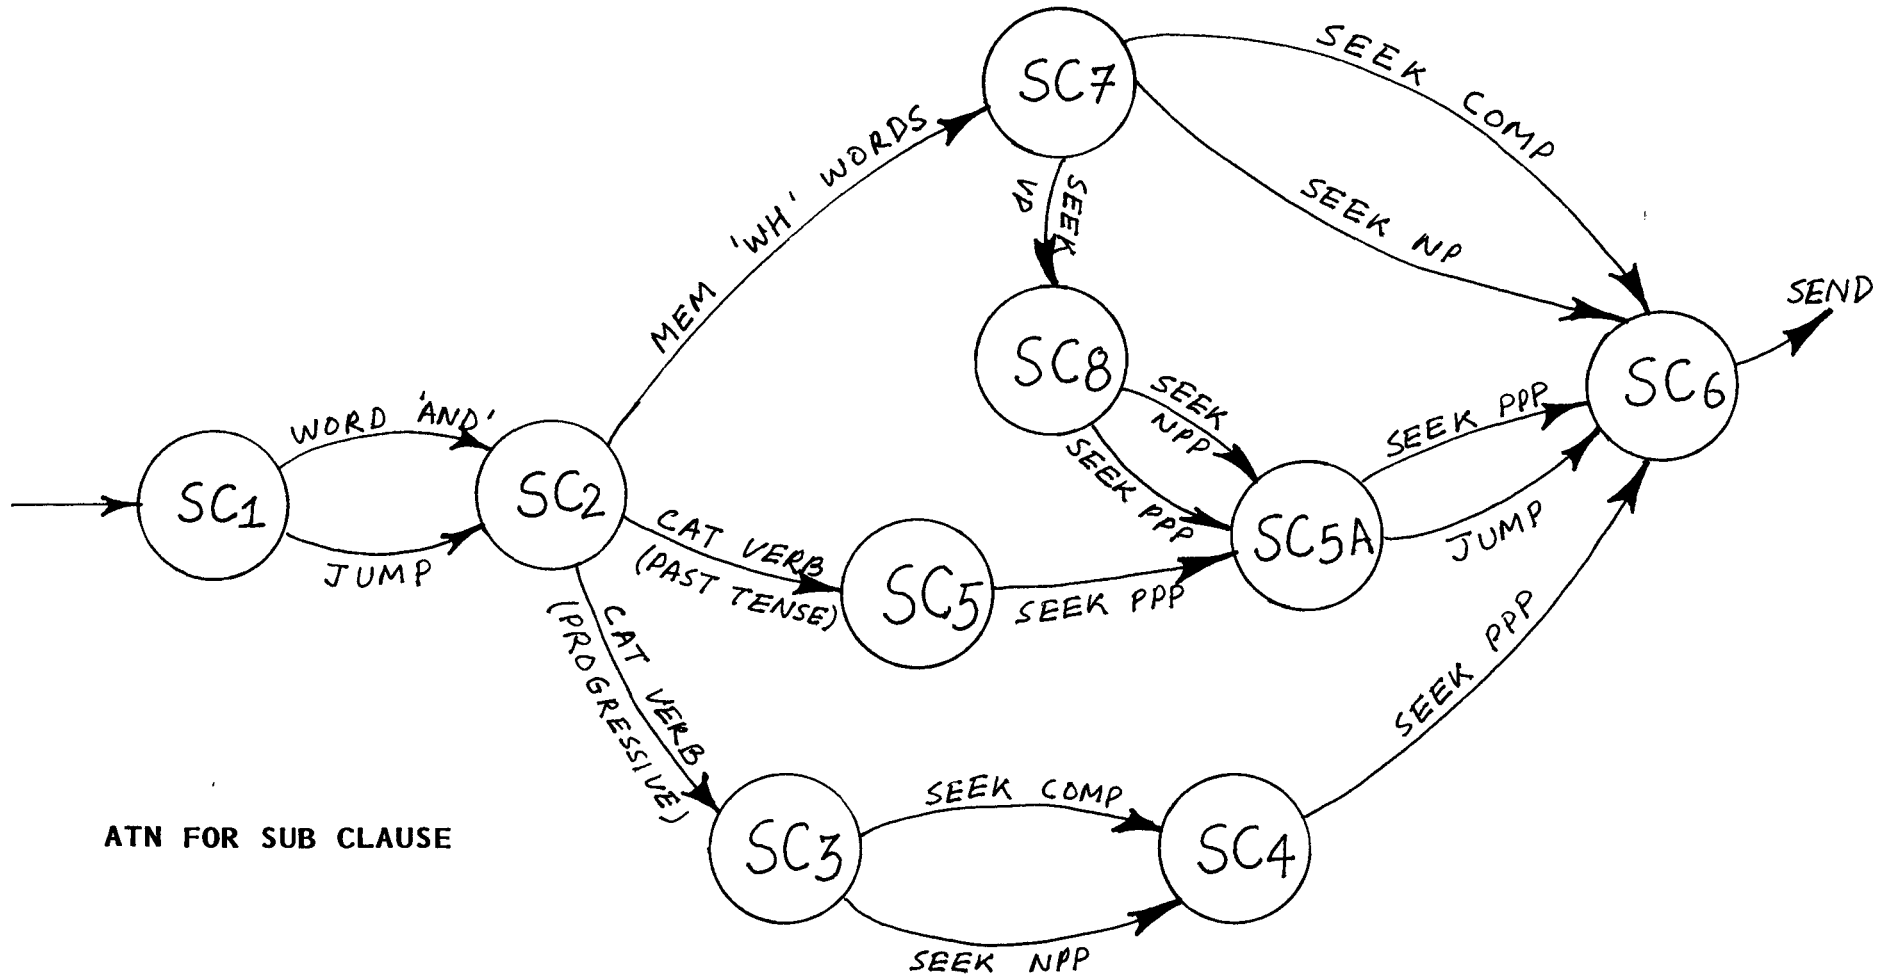 SC7
SEEK COMP
SEEK NP
MEM 'WH' WORDS
SEEK
VP
SEND
SC8
SC6
SEEK
NPP
SEEK PPP
SEEK PPP
JUMP
WORD 'AND'
SC1
JUMP
SC2
CAT VERB
(PAST TENSE)
SC5
SEEK PPP
SC5A
CAT VERB
(PROGRESSIVE)
SEEK PPP
SC3
SEEK COMP
SEEK NPP
SC4
ATN FOR SUB CLAUSE